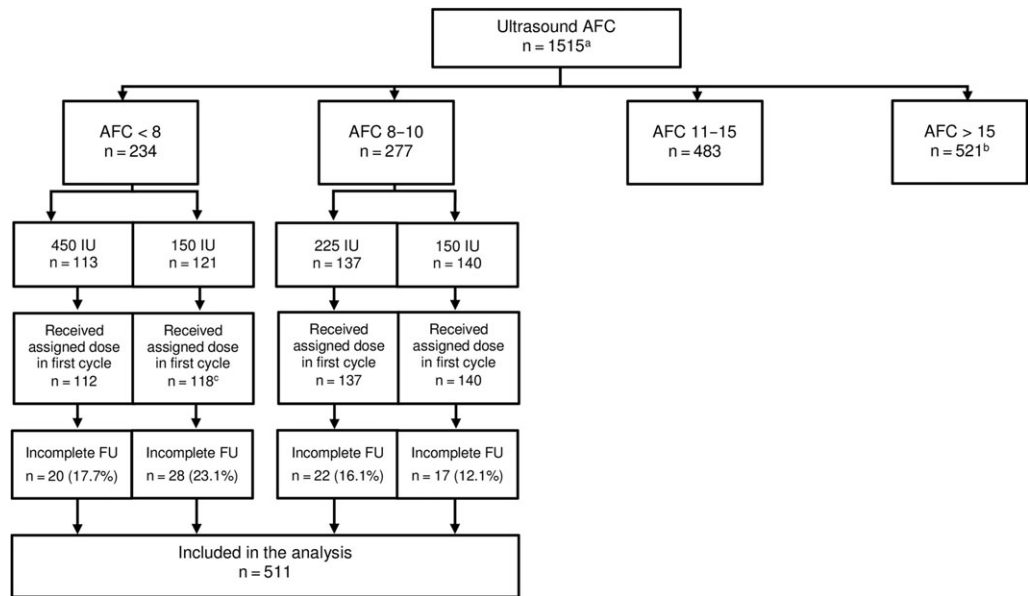 Ultrasound AFC
n = 1515ᵃ
AFC < 8
n = 234
AFC 8–10
n = 277
AFC 11–15
n = 483
AFC > 15
n = 521ᵇ
450 IU
n = 113
150 IU
n = 121
225 IU
n = 137
150 IU
n = 140
Received
assigned dose
in first cycle
n = 112
Received
assigned dose
in first cycle
n = 118ᶜ
Received
assigned dose
in first cycle
n = 137
Received
assigned dose
in first cycle
n = 140
Incomplete FU
n = 20 (17.7%)
Incomplete FU
n = 28 (23.1%)
Incomplete FU
n = 22 (16.1%)
Incomplete FU
n = 17 (12.1%)
Included in the analysis
n = 511